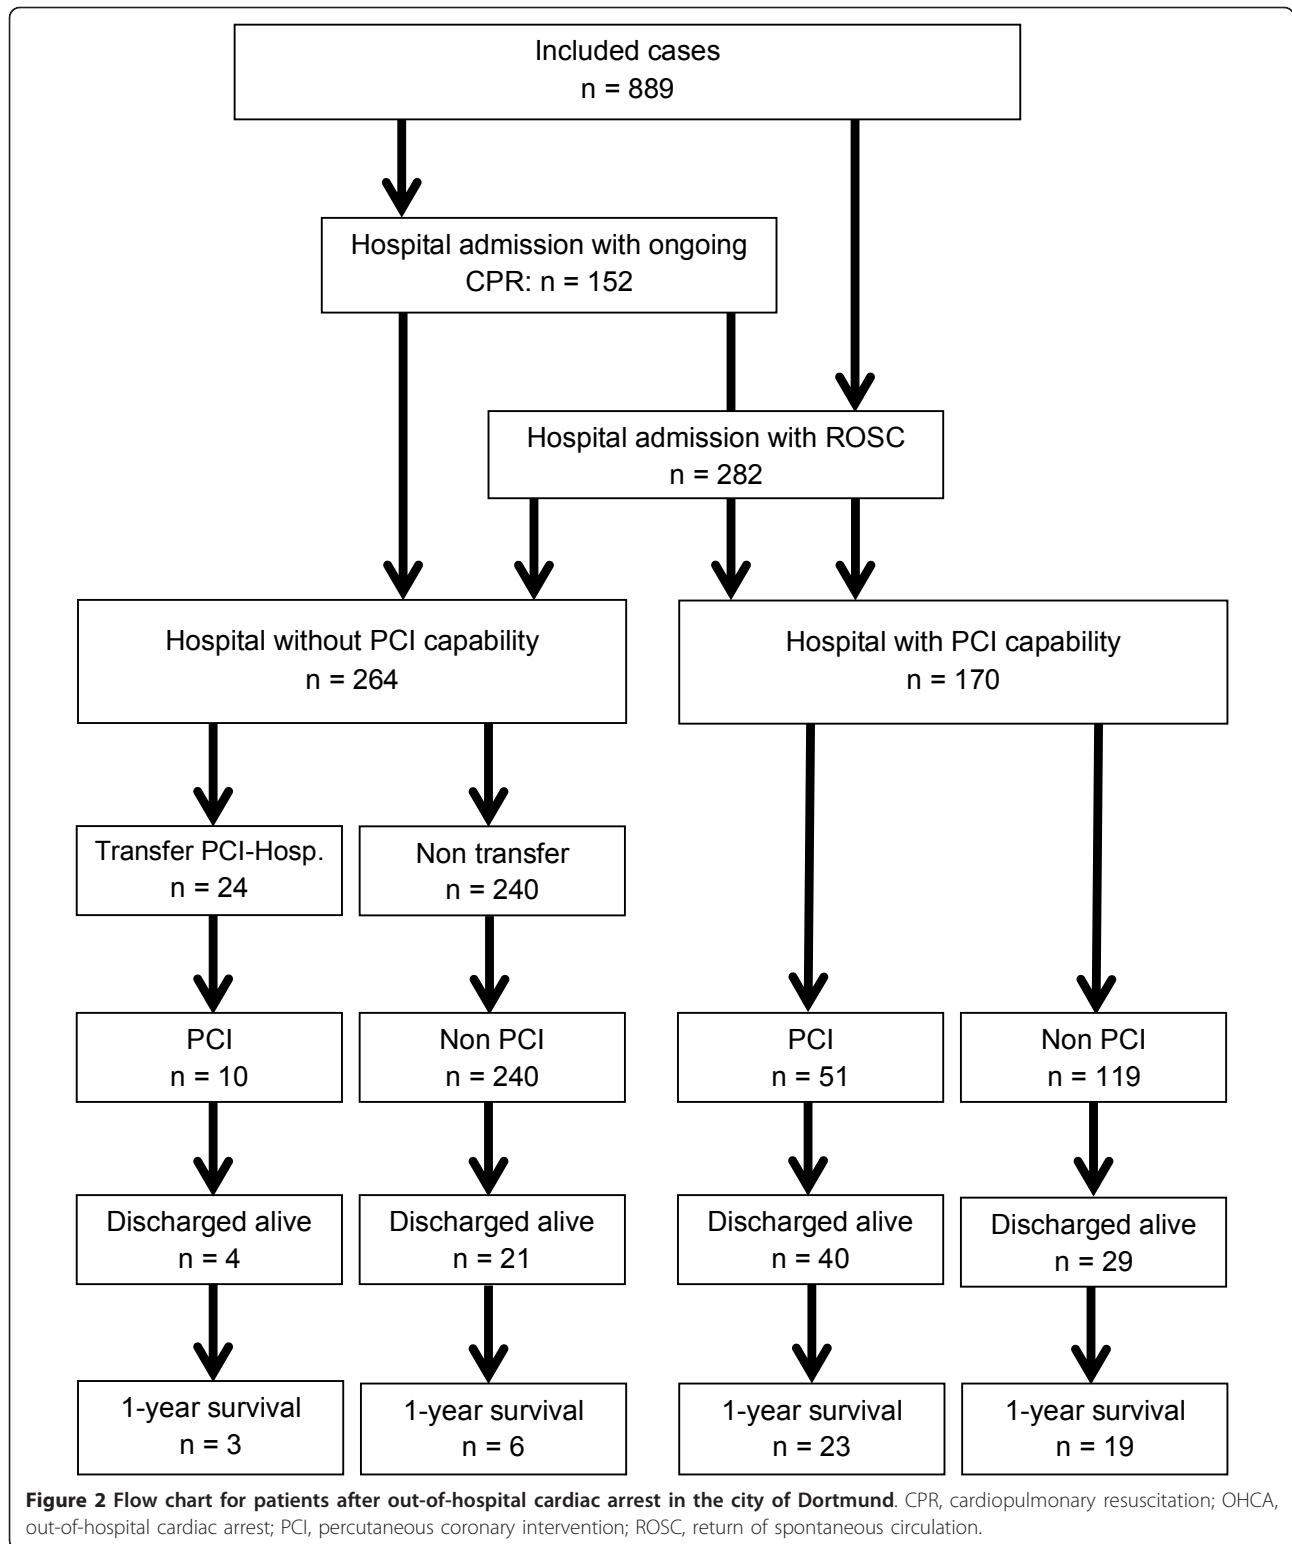 Included cases
n = 889
Hospital admission with ongoing
CPR: n = 152
Hospital admission with ROSC
n = 282
Hospital without PCI capability
n = 264
Hospital with PCI capability
n = 170
Transfer PCI-Hosp.
n = 24
Non transfer
n = 240
PCI
n = 10
Non PCI
n = 240
PCI
n = 51
Non PCI
n = 119
Discharged alive
n = 4
Discharged alive
n = 21
Discharged alive
n = 40
Discharged alive
n = 29
1-year survival
n = 3
1-year survival
n = 6
1-year survival
n = 23
1-year survival
n = 19
Figure 2 Flow chart for patients after out-of-hospital cardiac arrest in the city of Dortmund. CPR, cardiopulmonary resuscitation; OHCA,
out-of-hospital cardiac arrest; PCI, percutaneous coronary intervention; ROSC, return of spontaneous circulation.